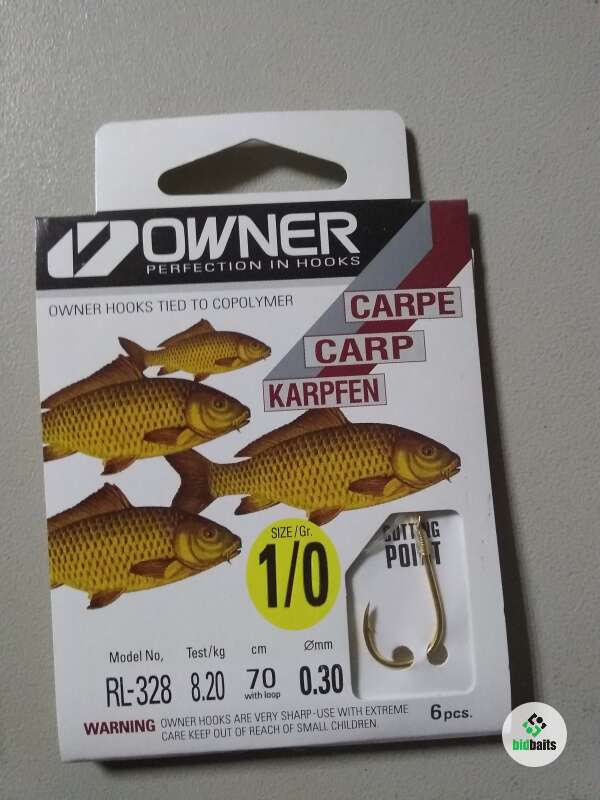 OWNER
PERFECTION IN HOOKS
OWNER HOOKS TIED TO COPOLYMER
CARPE
CARP
KARPFEN
SIZE/Gr.
1/0
CUTTING
POINT
Model No,
RL-328
Test/kg
8.20
cm
70
with loop
Ømm
0.30
WARNING OWNER HOOKS ARE VERY SHARP-USE WITH EXTREME
CARE KEEP OUT OF REACH OF SMALL CHILDREN.
6 pcs.
bidbaits